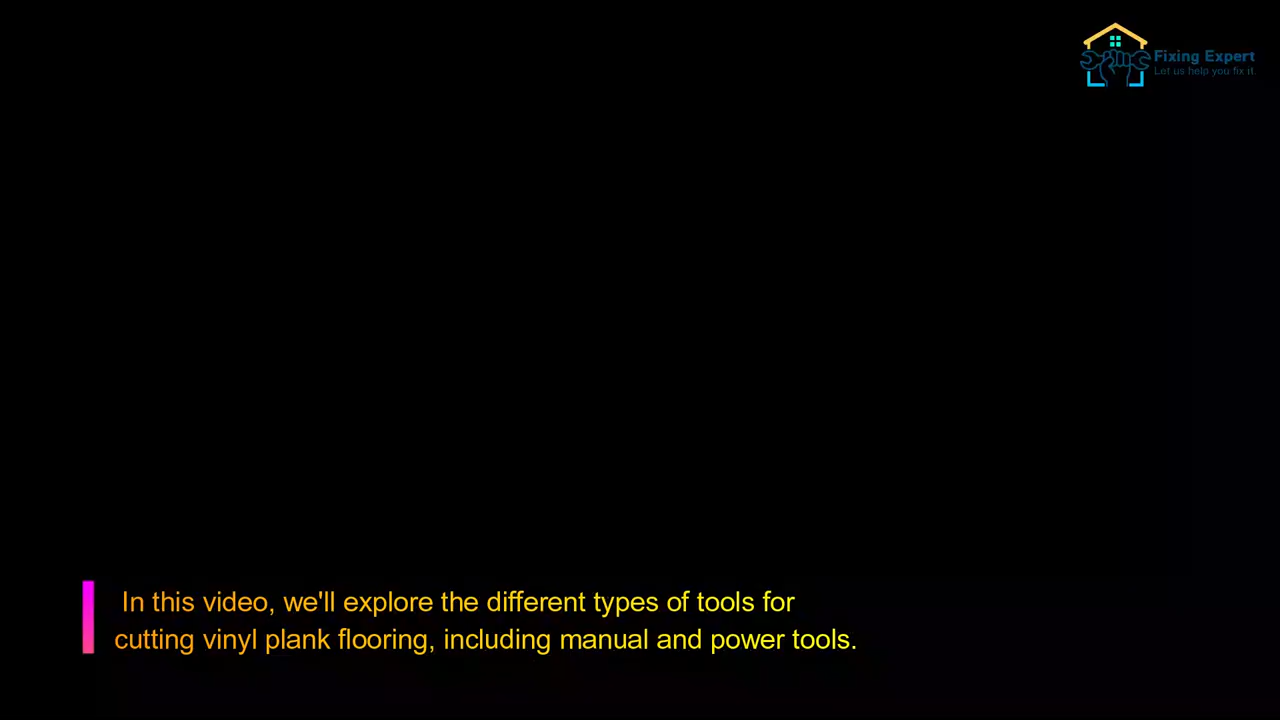 Fixing Expert
Let us help you fix it.
In this video, we'll explore the different types of tools for
cutting vinyl plank flooring, including manual and power tools.